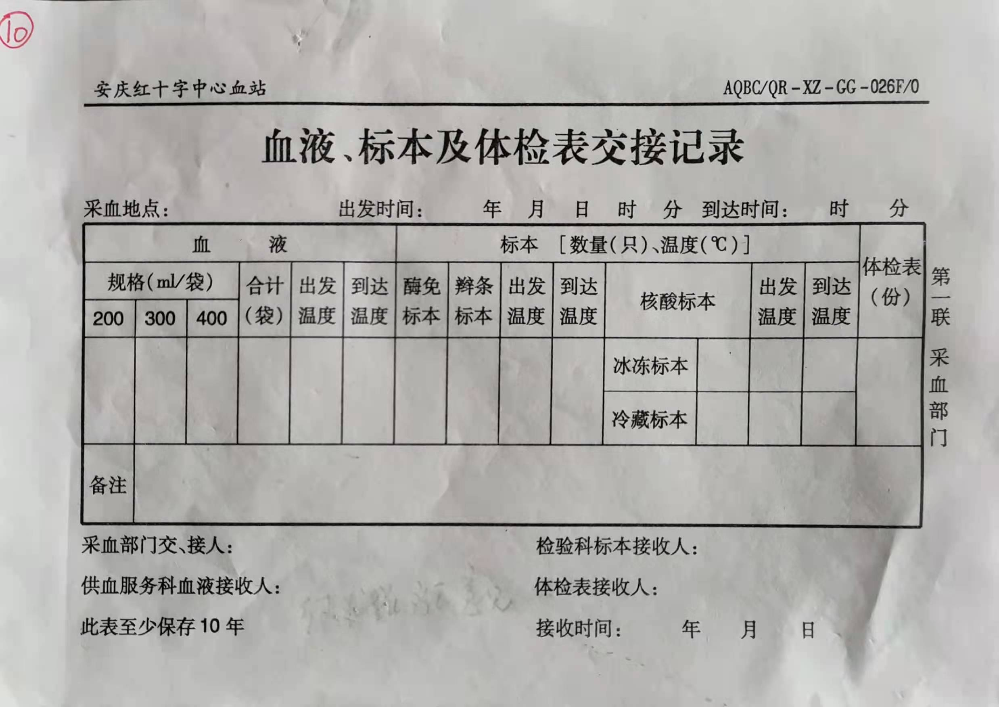 10
安庆红十字中心血站 AQBC/QR-XZ-GG-026F/0
血液、标本及体检表交接记录
采血地点： 出发时间： 年 月 日 时 分 到达时间： 时 分
血 液 标本 [数量(只)、温度(℃)] 体检表(份)
规格(ml/袋) 合计(袋) 出发温度 到达温度 酶免标本 辫条标本 出发温度 到达温度 核酸标本 出发温度 到达温度
200 300 400
冰冻标本
冷藏标本
备注
第一联 采血部门
采血部门交、接人： 检验科标本接收人：
供血服务科血液接收人： 体检表接收人：
此表至少保存10年 接收时间： 年 月 日